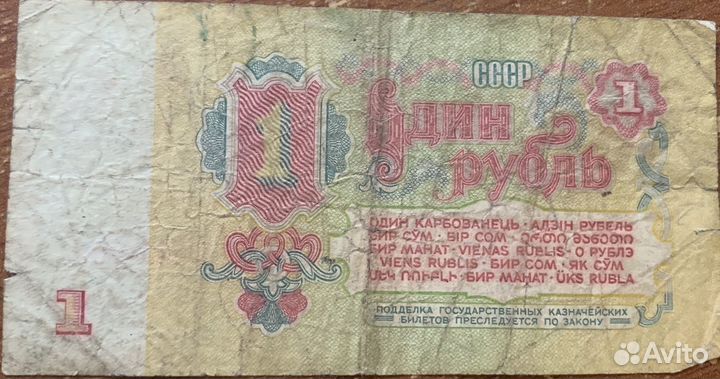 СССР
1
1
Один
рубль
ОДИН КАРБОВАНЕЦЬ · АДЗІН РУБЕЛЬ
БИР СЎМ · БІР СОМ · ᲔᲠᲗᲘ ᲛᲐᲜᲔᲗᲘ
БИР МАНАТ · VIENAS RUBLIS · О РУБЛЭ
VIENS RUBLIS · БИР СОМ · ЯК СЎМ
ՄԵԿ ՌՈՒԲԼԻ · БИР МАНАТ · ÜKS RUBLA
1
ПОДДЕЛКА ГОСУДАРСТВЕННЫХ КАЗНАЧЕЙСКИХ
БИЛЕТОВ ПРЕСЛЕДУЕТСЯ ПО ЗАКОНУ
Avito